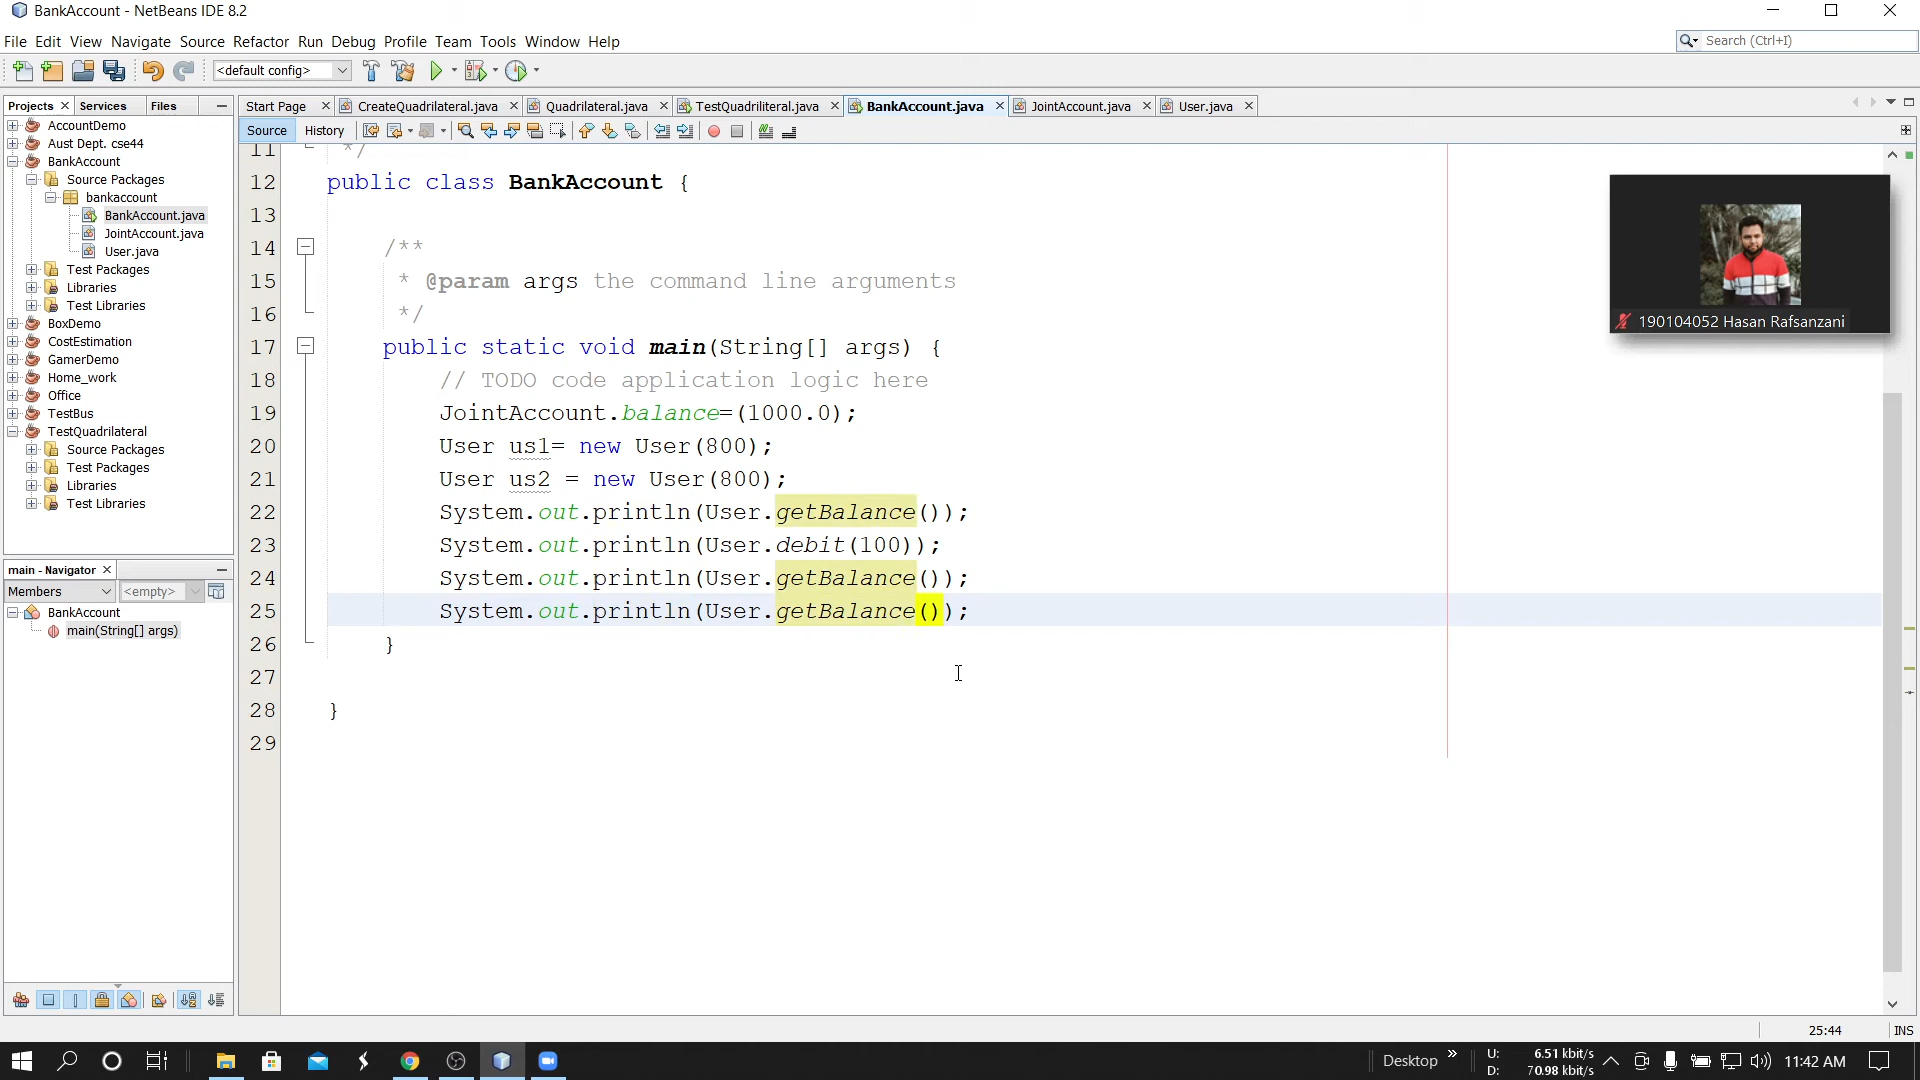 BankAccount - NetBeans IDE 8.2
File Edit View Navigate Source Refactor Run Debug Profile Team Tools Window Help
Search (Ctrl+I)
<default config>
Projects Services Files
Start Page CreateQuadrilateral.java Quadrilateral.java TestQuadriliteral.java BankAccount.java JointAccount.java User.java
Source History
AccountDemo
Aust Dept. cse44
BankAccount
Source Packages
bankaccount
BankAccount.java
JointAccount.java
User.java
Test Packages
Libraries
Test Libraries
BoxDemo
CostEstimation
GamerDemo
Home_work
Office
TestBus
TestQuadrilateral
Source Packages
Test Packages
Libraries
Test Libraries
main - Navigator
Members <empty>
BankAccount
main(String[] args)
11 */
12 public class BankAccount {
13
14 /**
15 * @param args the command line arguments
16 */
17 public static void main(String[] args) {
18 // TODO code application logic here
19 JointAccount.balance=(1000.0);
20 User us1= new User(800);
21 User us2 = new User(800);
22 System.out.println(User.getBalance());
23 System.out.println(User.debit(100));
24 System.out.println(User.getBalance());
25 System.out.println(User.getBalance());
26 }
27
28 }
29
190104052 Hasan Rafsanzani
25:44 INS
Desktop
U: 6.51 kbit/s
D: 70.98 kbit/s
11:42 AM